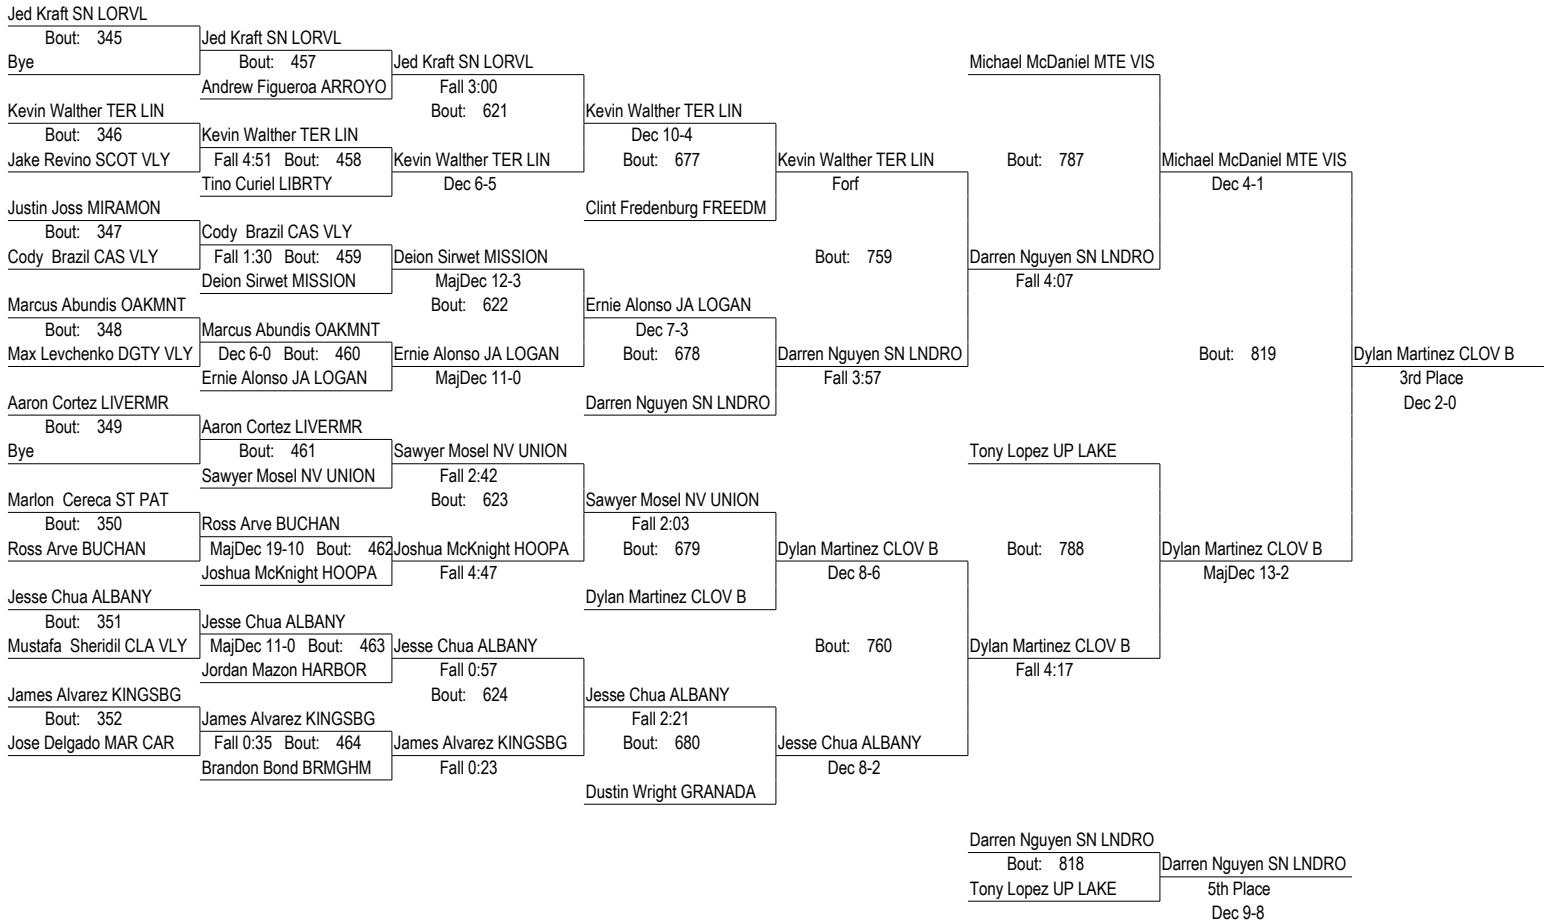 Jed Kraft SN LORVL
Bout: 345
Jed Kraft SN LORVL
Bye
Bout: 457
Jed Kraft SN LORVL
Michael McDaniel MTE VIS
Andrew Figueroa ARROYO
Fall 3:00
Kevin Walther TER LIN
Bout: 621
Kevin Walther TER LIN
Bout: 346
Kevin Walther TER LIN
Dec 10-4
Jake Revino SCOT VLY
Fall 4:51 Bout: 458
Kevin Walther TER LIN
Bout: 677
Kevin Walther TER LIN
Bout: 787
Michael McDaniel MTE VIS
Tino Curiel LIBRTY
Dec 6-5
Forf
Dec 4-1
Justin Joss MIRAMON
Clint Fredenburg FREEDM
Bout: 347
Cody Brazil CAS VLY
Cody Brazil CAS VLY
Fall 1:30 Bout: 459
Deion Sirwet MISSION
Bout: 759
Darren Nguyen SN LNDRO
Deion Sirwet MISSION
MajDec 12-3
Fall 4:07
Marcus Abundis OAKMNT
Bout: 622
Ernie Alonso JA LOGAN
Bout: 348
Marcus Abundis OAKMNT
Dec 7-3
Max Levchenko DGTY VLY
Dec 6-0 Bout: 460
Ernie Alonso JA LOGAN
Bout: 678
Darren Nguyen SN LNDRO
Bout: 819
Dylan Martinez CLOV B
Ernie Alonso JA LOGAN
MajDec 11-0
Fall 3:57
3rd Place
Aaron Cortez LIVERMR
Darren Nguyen SN LNDRO
Dec 2-0
Bout: 349
Aaron Cortez LIVERMR
Bye
Bout: 461
Sawyer Mosel NV UNION
Tony Lopez UP LAKE
Sawyer Mosel NV UNION
Fall 2:42
Marlon Cereca ST PAT
Bout: 623
Sawyer Mosel NV UNION
Bout: 350
Ross Arve BUCHAN
Fall 2:03
Ross Arve BUCHAN
MajDec 19-10 Bout: 462
Joshua McKnight HOOPA
Bout: 679
Dylan Martinez CLOV B
Bout: 788
Dylan Martinez CLOV B
Joshua McKnight HOOPA
Fall 4:47
Dec 8-6
MajDec 13-2
Jesse Chua ALBANY
Dylan Martinez CLOV B
Bout: 351
Jesse Chua ALBANY
Mustafa Sheridil CLA VLY
MajDec 11-0 Bout: 463
Jesse Chua ALBANY
Bout: 760
Dylan Martinez CLOV B
Jordan Mazon HARBOR
Fall 0:57
Fall 4:17
James Alvarez KINGSBG
Bout: 624
Jesse Chua ALBANY
Bout: 352
James Alvarez KINGSBG
Fall 2:21
Jose Delgado MAR CAR
Fall 0:35 Bout: 464
James Alvarez KINGSBG
Bout: 680
Jesse Chua ALBANY
Brandon Bond BRMGHM
Fall 0:23
Dec 8-2
Dustin Wright GRANADA
Darren Nguyen SN LNDRO
Bout: 818
Darren Nguyen SN LNDRO
Tony Lopez UP LAKE
5th Place
Dec 9-8